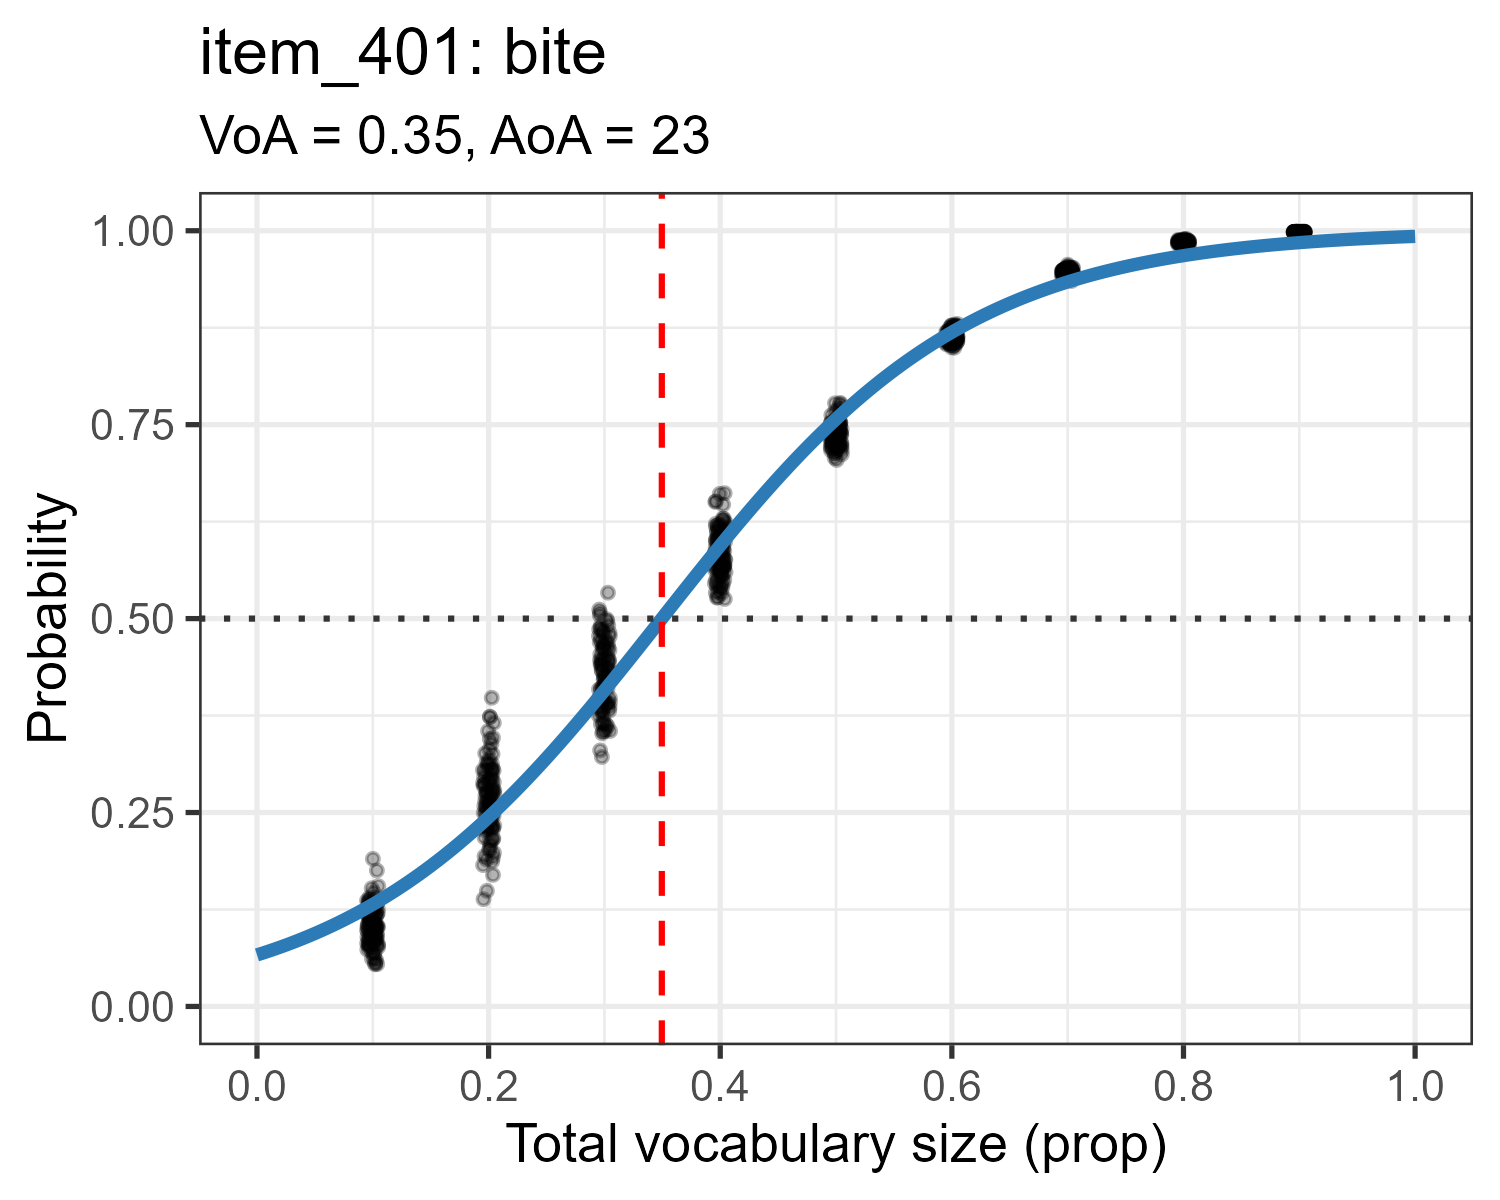 item_401: bite
VoA = 0.35, AoA = 23
1.00
0.75
0.50
0.25
0.00
Probability
0.0 0.2 0.4 0.6 0.8 1.0
Total vocabulary size (prop)